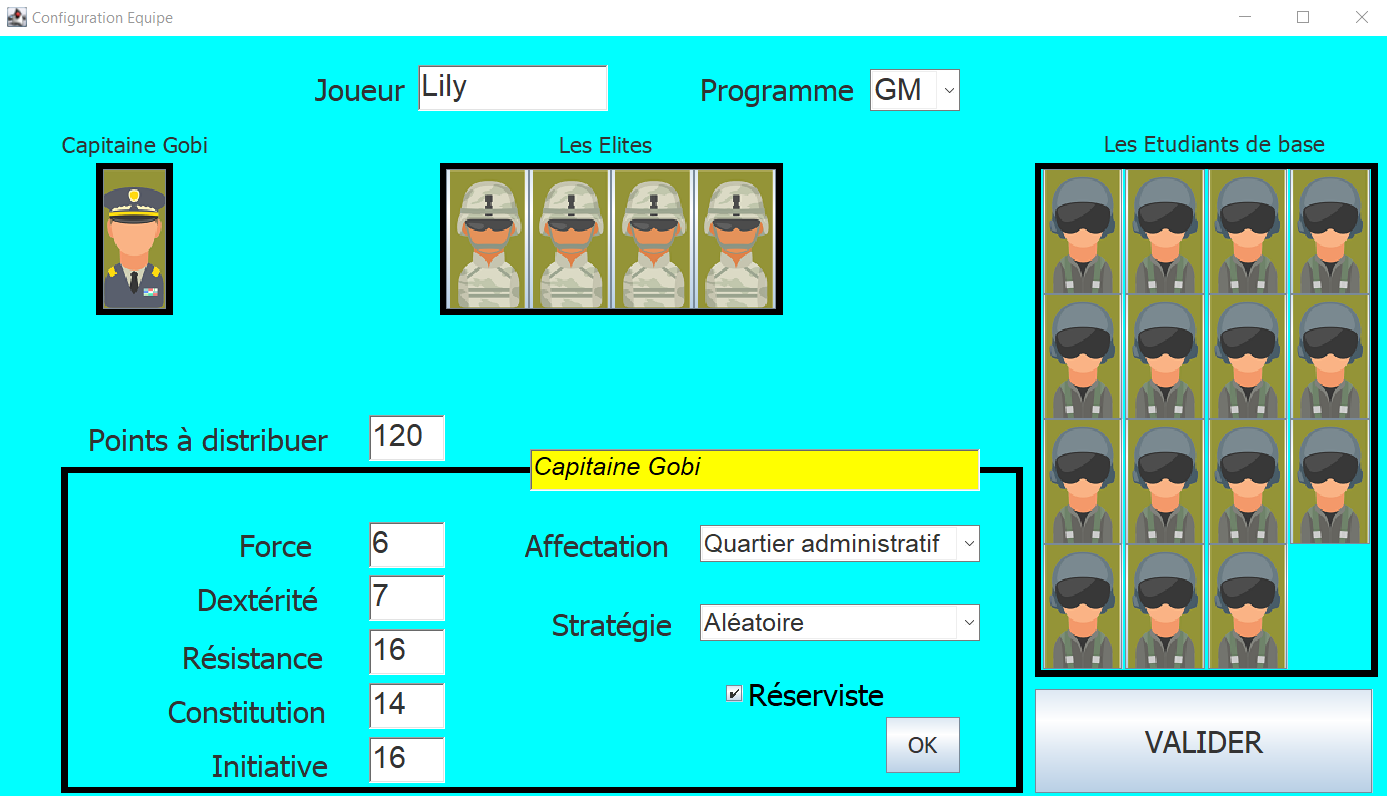 Configuration Equipe
Joueur Lily Programme GM
Capitaine Gobi
Les Elites
Les Etudiants de base
Points à distribuer 120
Capitaine Gobi
Force 6
Affectation Quartier administratif
Dextérité 7
Stratégie Aléatoire
Résistance 16
Réserviste
Constitution 14
OK
VALIDER
Initiative 16